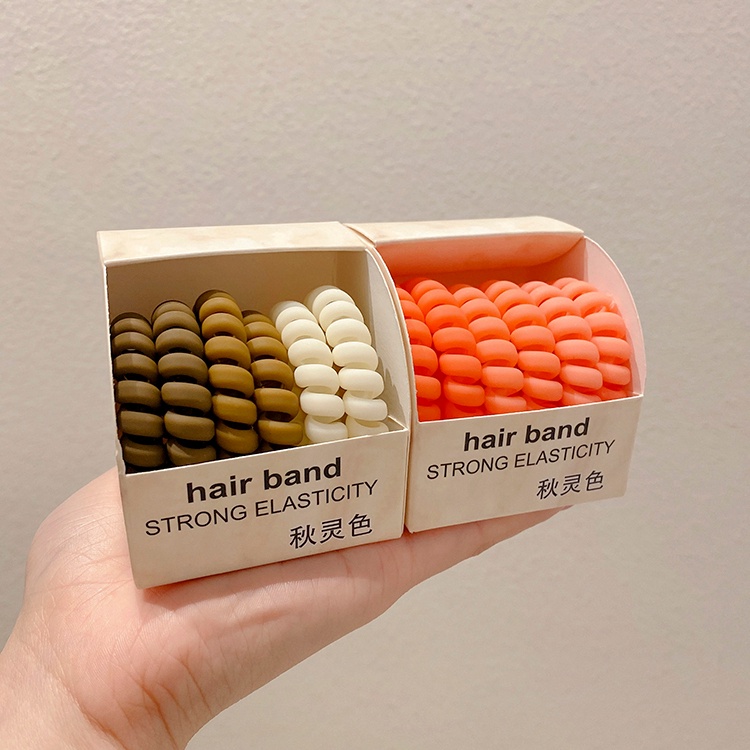 hair band
STRONG ELASTICITY
秋灵色
hair band
STRONG ELASTICITY
秋灵色